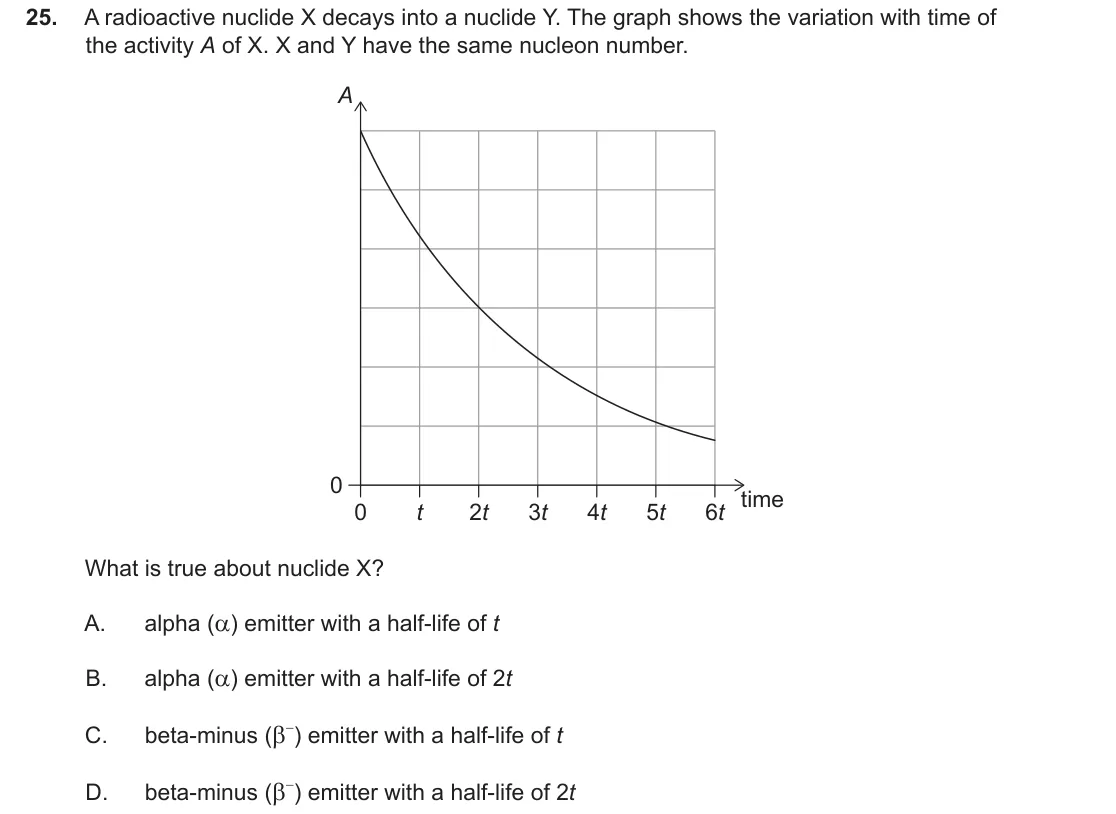 25. A radioactive nuclide X decays into a nuclide Y. The graph shows the variation with time of
the activity A of X. X and Y have the same nucleon number.
A
0
0 t 2t 3t 4t 5t 6t
time
What is true about nuclide X?
A. alpha (α) emitter with a half-life of t
B. alpha (α) emitter with a half-life of 2t
C. beta-minus (β⁻) emitter with a half-life of t
D. beta-minus (β⁻) emitter with a half-life of 2t